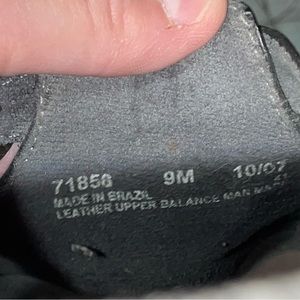 71858 9M 10/07
MADE IN BRAZIL
LEATHER UPPER BALANCE MAN MADE